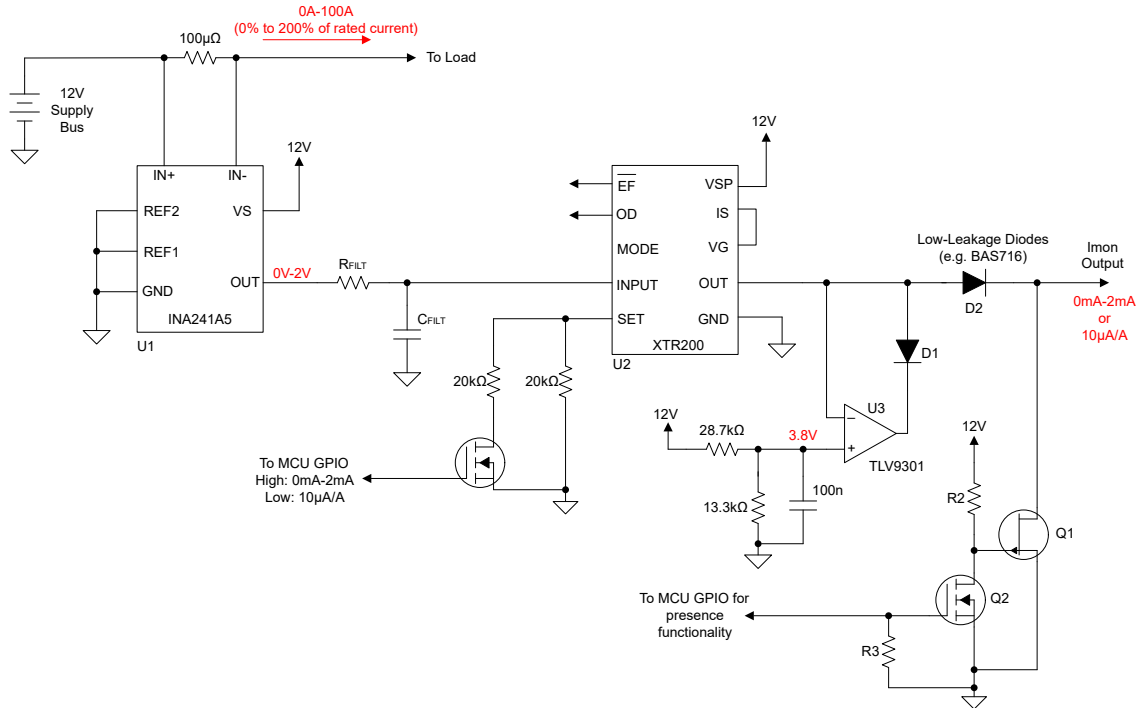 0A-100A
(0% to 200% of rated current)
100µΩ
To Load
12V
Supply
Bus
12V
IN+
IN-
REF2
VS
REF1
GND
OUT
INA241A5
U1
0V-2V
RFILT
CFILT
12V
EF
VSP
OD
IS
MODE
VG
INPUT
OUT
SET
GND
XTR200
U2
Low-Leakage Diodes
(e.g. BAS716)
D2
Imon
Output
0mA-2mA
or
10µA/A
D1
20kΩ
20kΩ
To MCU GPIO
High: 0mA-2mA
Low: 10µA/A
12V
28.7kΩ
3.8V
U3
−
+
TLV9301
13.3kΩ
100n
12V
R2
Q1
To MCU GPIO for
presence
functionality
Q2
R3